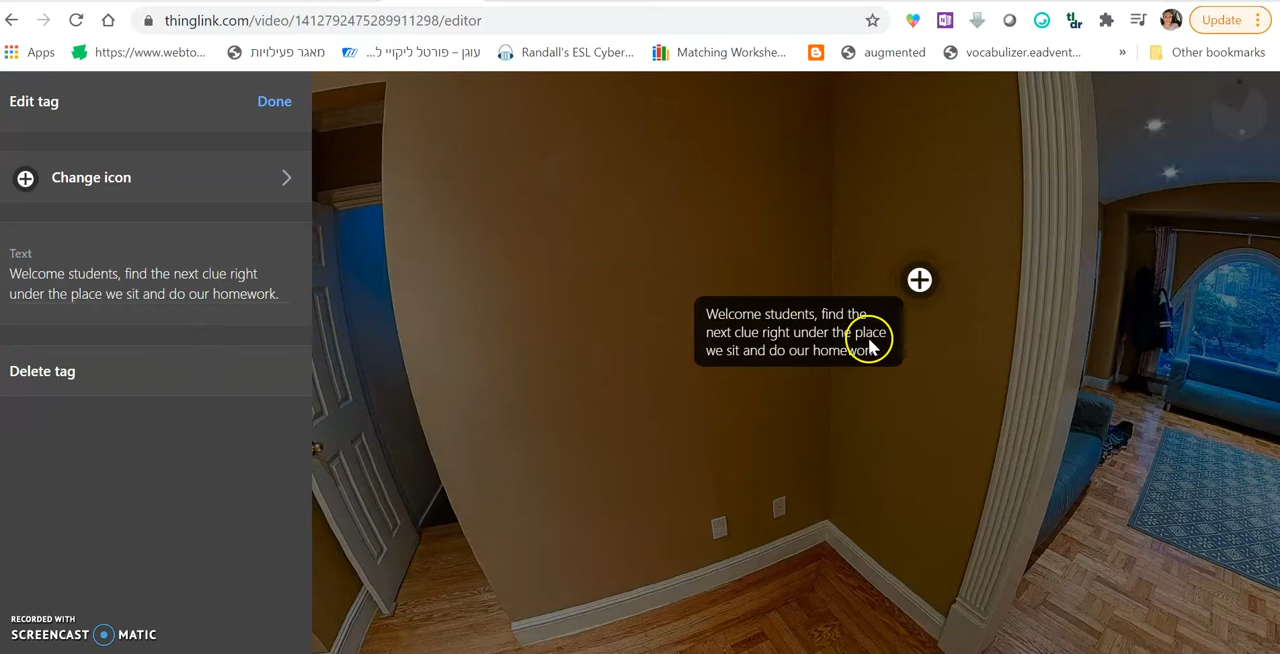 thinglink.com/video/1412792475289911298/editor
Update
Apps
https://www.webto...
מאגר פעילויות
עוגן – פורטל ליקויי ל...
Randall's ESL Cyber...
Matching Workshe...
augmented
vocabulizer.eadvent...
»
Other bookmarks
tl;dr
Edit tag
Done
Change icon
Text
Welcome students, find the next clue right
under the place we sit and do our homework.
Delete tag
Welcome students, find the
next clue right under the place
we sit and do our homework.
RECORDED WITH
SCREENCAST MATIC